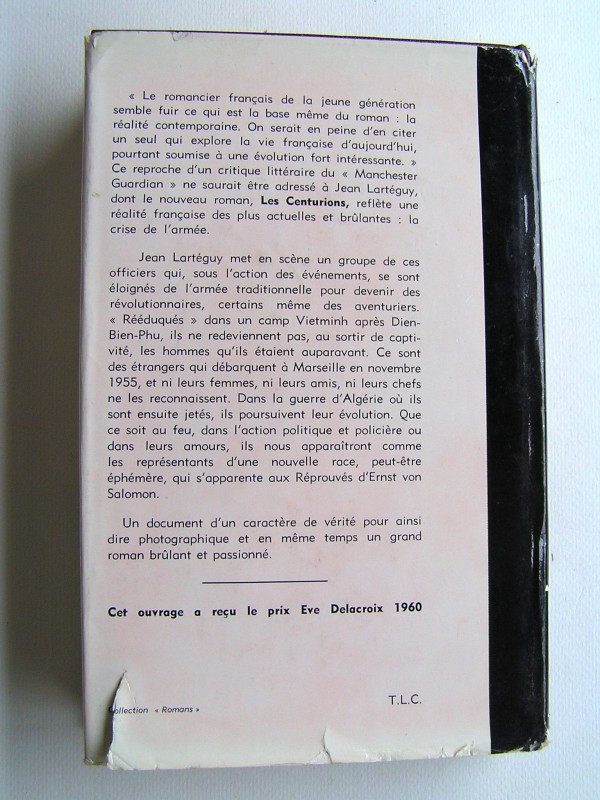 « Le romancier français de la jeune génération
semble fuir ce qui est la base même du roman : la
réalité contemporaine. On serait en peine d'en citer
un seul qui explore la vie française d'aujourd'hui,
pourtant soumise à une évolution fort intéressante. »
Ce reproche d'un critique littéraire du « Manchester
Guardian » ne saurait être adressé à Jean Lartéguy,
dont le nouveau roman, Les Centurions, reflète une
réalité française des plus actuelles et brûlantes : la
crise de l'armée.
Jean Lartéguy met en scène un groupe de ces
officiers qui, sous l'action des événements, se sont
éloignés de l'armée traditionnelle pour devenir des
révolutionnaires, certains même des aventuriers.
« Rééduqués » dans un camp Vietminh après Dien-
Bien-Phu, ils ne redeviennent pas, au sortir de capti-
vité, les hommes qu'ils étaient auparavant. Ce sont
des étrangers qui débarquent à Marseille en novembre
1955, et ni leurs femmes, ni leurs amis, ni leurs chefs
ne les reconnaissent. Dans la guerre d'Algérie où ils
sont ensuite jetés, ils poursuivent leur évolution. Que
ce soit au feu, dans l'action politique et policière ou
dans leurs amours, ils nous apparaîtront comme
les représentants d'une nouvelle race, peut-être
éphémère, qui s'apparente aux Réprouvés d'Ernst von
Salomon.
Un document d'un caractère de vérité pour ainsi
dire photographique et en même temps un grand
roman brûlant et passionné.
Cet ouvrage a reçu le prix Eve Delacroix 1960
T.L.C.
ollection « Romans »